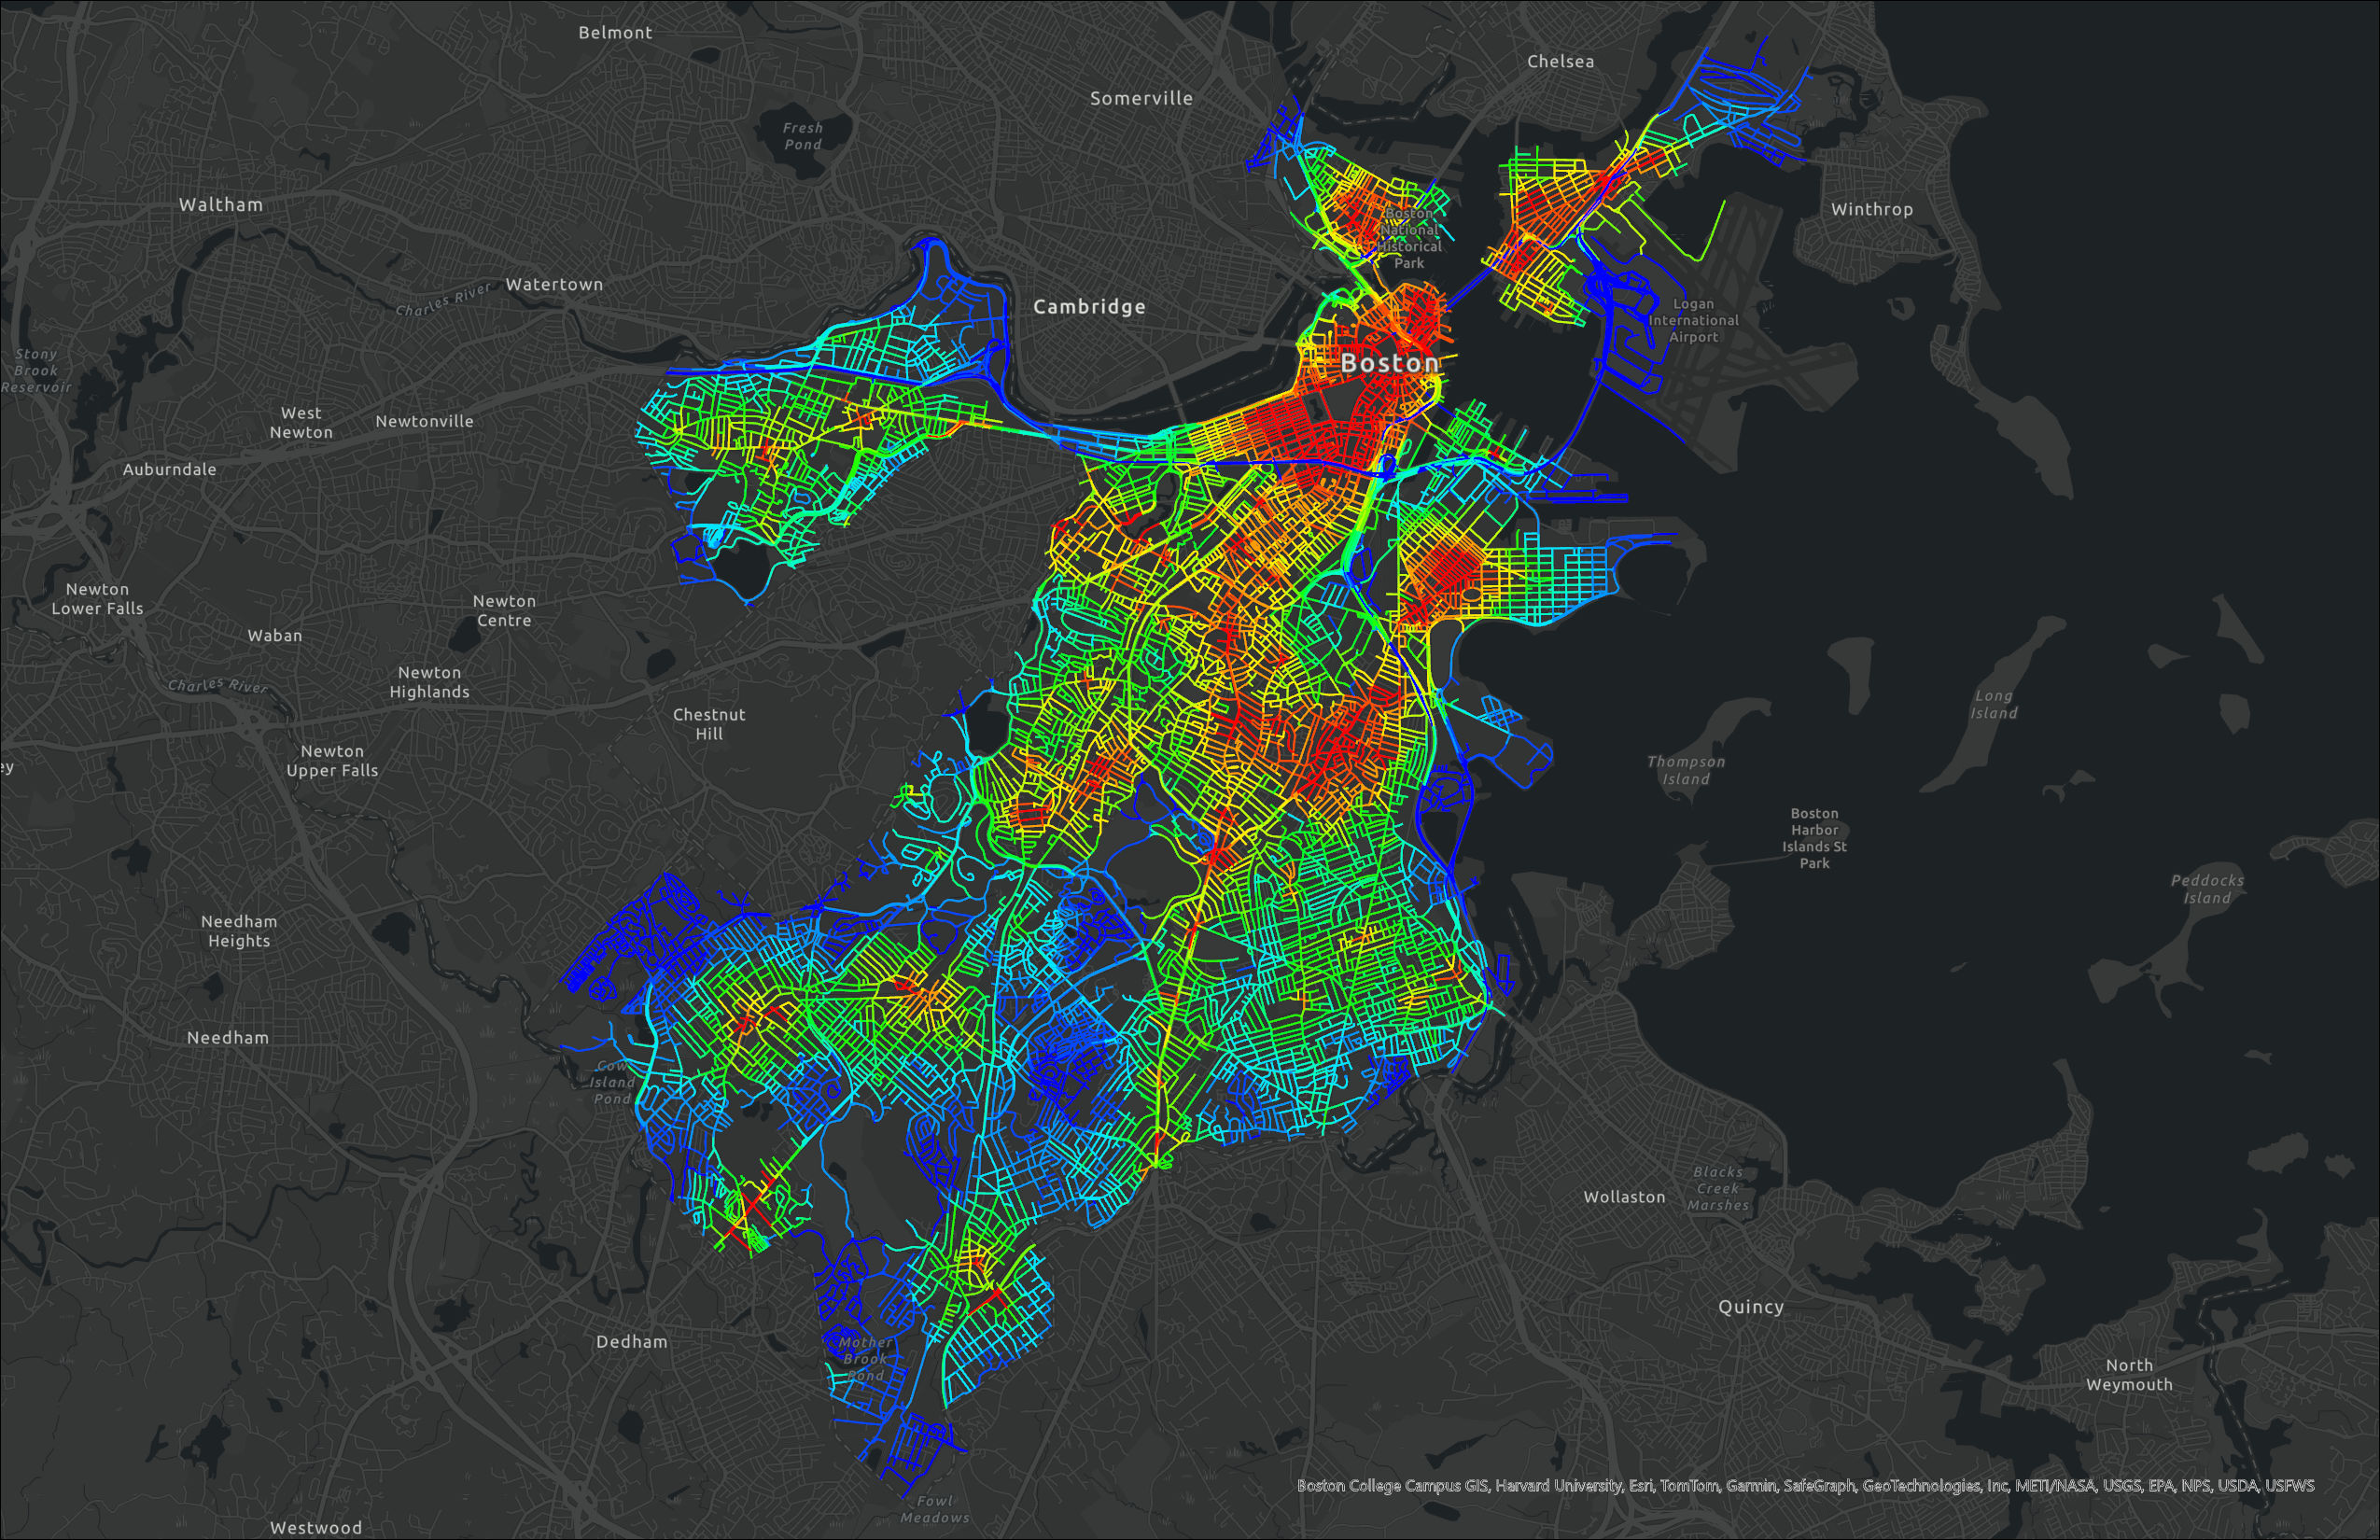 Belmont
Chelsea
Somerville
Fresh
Pond
Waltham
Winthrop
Boston
National
Historical
Park
Watertown
Charles River
Cambridge
Logan
International
Airport
Stony
Brook
Reservoir
Boston
West
Newton
Newtonville
Auburndale
Newton
Lower Falls
Newton
Centre
Waban
Newton
Highlands
Charles River
Chestnut
Hill
Long
Island
Newton
Upper Falls
ey
Thompson
Island
Boston
Harbor
Islands St
Park
Peddocks
Island
Needham
Heights
Needham
Cow
Island
Pond
Blacks
Creek
Marshes
Wollaston
Quincy
Dedham
Mother
Brook
Pond
North
Weymouth
Boston College Campus GIS, Harvard University, Esri, TomTom, Garmin, SafeGraph, GeoTechnologies, Inc, METI/NASA, USGS, EPA, NPS, USDA, USFWS
Fowl
Meadows
Westwood